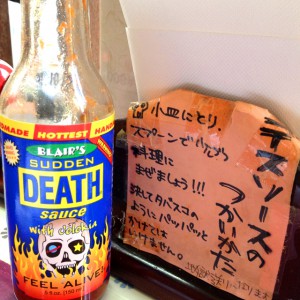 HANDMADE HOTTEST HAND
BLAIR'S
SUDDEN
DEATH
sauce
with
FEEL ALIVE!
デスソースの
つかいかた
小皿にとり
スプーンで少しずつ
料理に
まぜましょう!!!
決してタバスコの
ようにパッパッと
かけては
いけません。